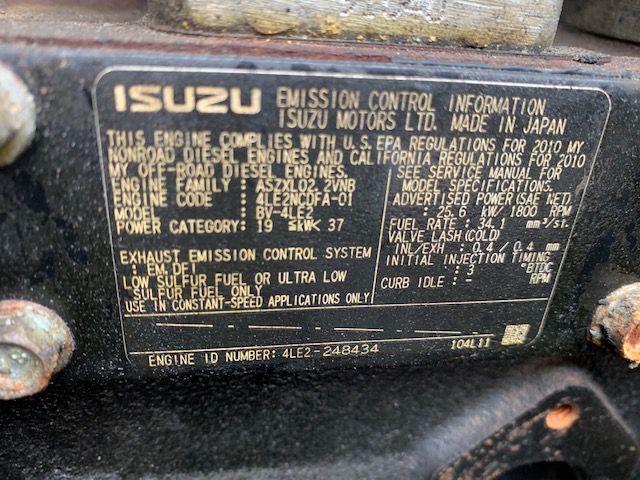 ISUZU EMISSION CONTROL INFORMATION
ISUZU MOTORS LTD. MADE IN JAPAN
THIS ENGINE COMPLIES WITH U.S.EPA REGULATIONS FOR 2010 MY
NONROAD DIESEL ENGINES AND CALIFORNIA REGULATIONS FOR 2010
MY OFF-ROAD DIESEL ENGINES.
ENGINE FAMILY : ASZXL02.2VNB
ENGINE CODE : 4LE2NCDFA-01
MODEL : BV-4LE2
POWER CATEGORY: 19 ≤kW< 37
EXHAUST EMISSION CONTROL SYSTEM
: EM,DFT
LOW SULFUR FUEL OR ULTRA LOW
SULFUR FUEL ONLY
USE IN CONSTANT-SPEED APPLICATIONS ONLY
SEE SERVICE MANUAL FOR
MODEL SPECIFICATIONS.
ADVERTISED POWER(SAE NET)
: 25.6 kW/ 1800 RPM
FUEL RATE : 34.1 mm³/st.
VALVE LASH(COLD)
INL/EXH : 0.4/ 0.4 mm
INITIAL INJECTION TIMING
: 3 °BTDC
CURB IDLE : - RPM
ENGINE ID NUMBER: 4LE2-248434
104L11